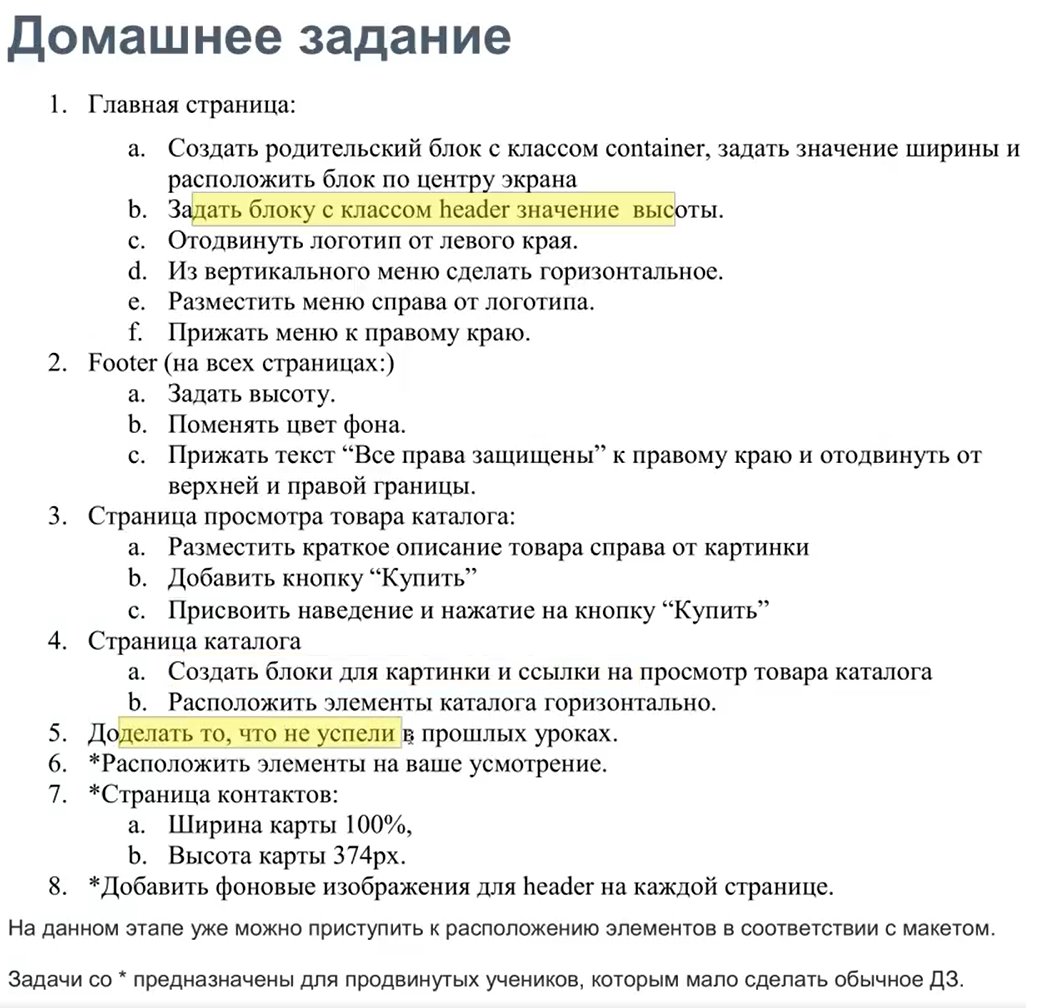 Домашнее задание
1. Главная страница:
a. Создать родительский блок с классом container, задать значение ширины и
расположить блок по центру экрана
b. Задать блоку с классом header значение высоты.
c. Отодвинуть логотип от левого края.
d. Из вертикального меню сделать горизонтальное.
e. Разместить меню справа от логотипа.
f. Прижать меню к правому краю.
2. Footer (на всех страницах:)
a. Задать высоту.
b. Поменять цвет фона.
c. Прижать текст “Все права защищены” к правому краю и отодвинуть от
верхней и правой границы.
3. Страница просмотра товара каталога:
a. Разместить краткое описание товара справа от картинки
b. Добавить кнопку “Купить”
c. Присвоить наведение и нажатие на кнопку “Купить”
4. Страница каталога
a. Создать блоки для картинки и ссылки на просмотр товара каталога
b. Расположить элементы каталога горизонтально.
5. Доделать то, что не успели в прошлых уроках.
6. *Расположить элементы на ваше усмотрение.
7. *Страница контактов:
a. Ширина карты 100%,
b. Высота карты 374px.
8. *Добавить фоновые изображения для header на каждой странице.
На данном этапе уже можно приступить к расположению элементов в соответствии с макетом.
Задачи со * предназначены для продвинутых учеников, которым мало сделать обычное ДЗ.